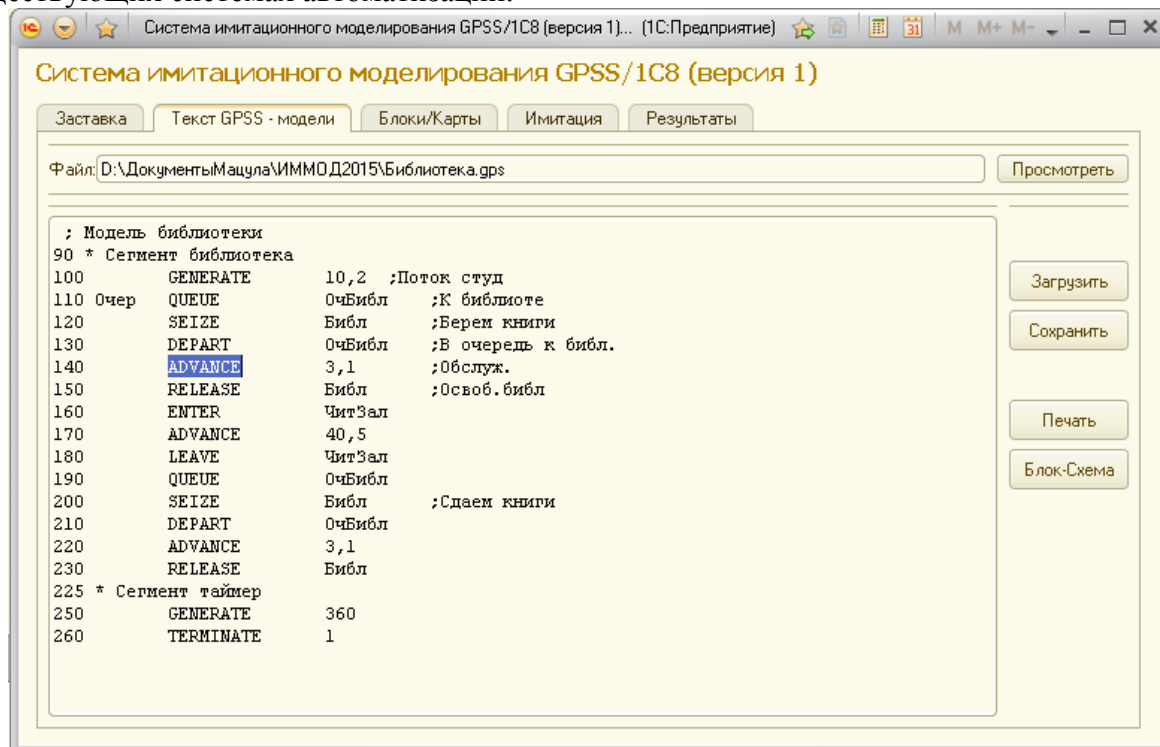 ствующих системах автоматизации.
Система имитационного моделирования GPSS/1C8 (версия 1)... (1С:Предприятие) 31 M M+ M-
Система имитационного моделирования GPSS/1C8 (версия 1)
Заставка Текст GPSS - модели Блоки/Карты Имитация Результаты
Файл: D:\ДокументыМацула\ИММОД2015\Библиотека.gps Просмотреть
; Модель библиотеки
90 * Сегмент библиотека
100 GENERATE 10,2 ;Поток студ
110 Очер QUEUE ОчБибл ;К библиоте
120 SEIZE Библ ;Берем книги
130 DEPART ОчБибл ;В очередь к библ.
140 ADVANCE 3,1 ;Обслуж.
150 RELEASE Библ ;Освоб.библ
160 ENTER ЧитЗал
170 ADVANCE 40,5
180 LEAVE ЧитЗал
190 QUEUE ОчБибл
200 SEIZE Библ ;Сдаем книги
210 DEPART ОчБибл
220 ADVANCE 3,1
230 RELEASE Библ
225 * Сегмент таймер
250 GENERATE 360
260 TERMINATE 1
Загрузить
Сохранить
Печать
Блок-Схема